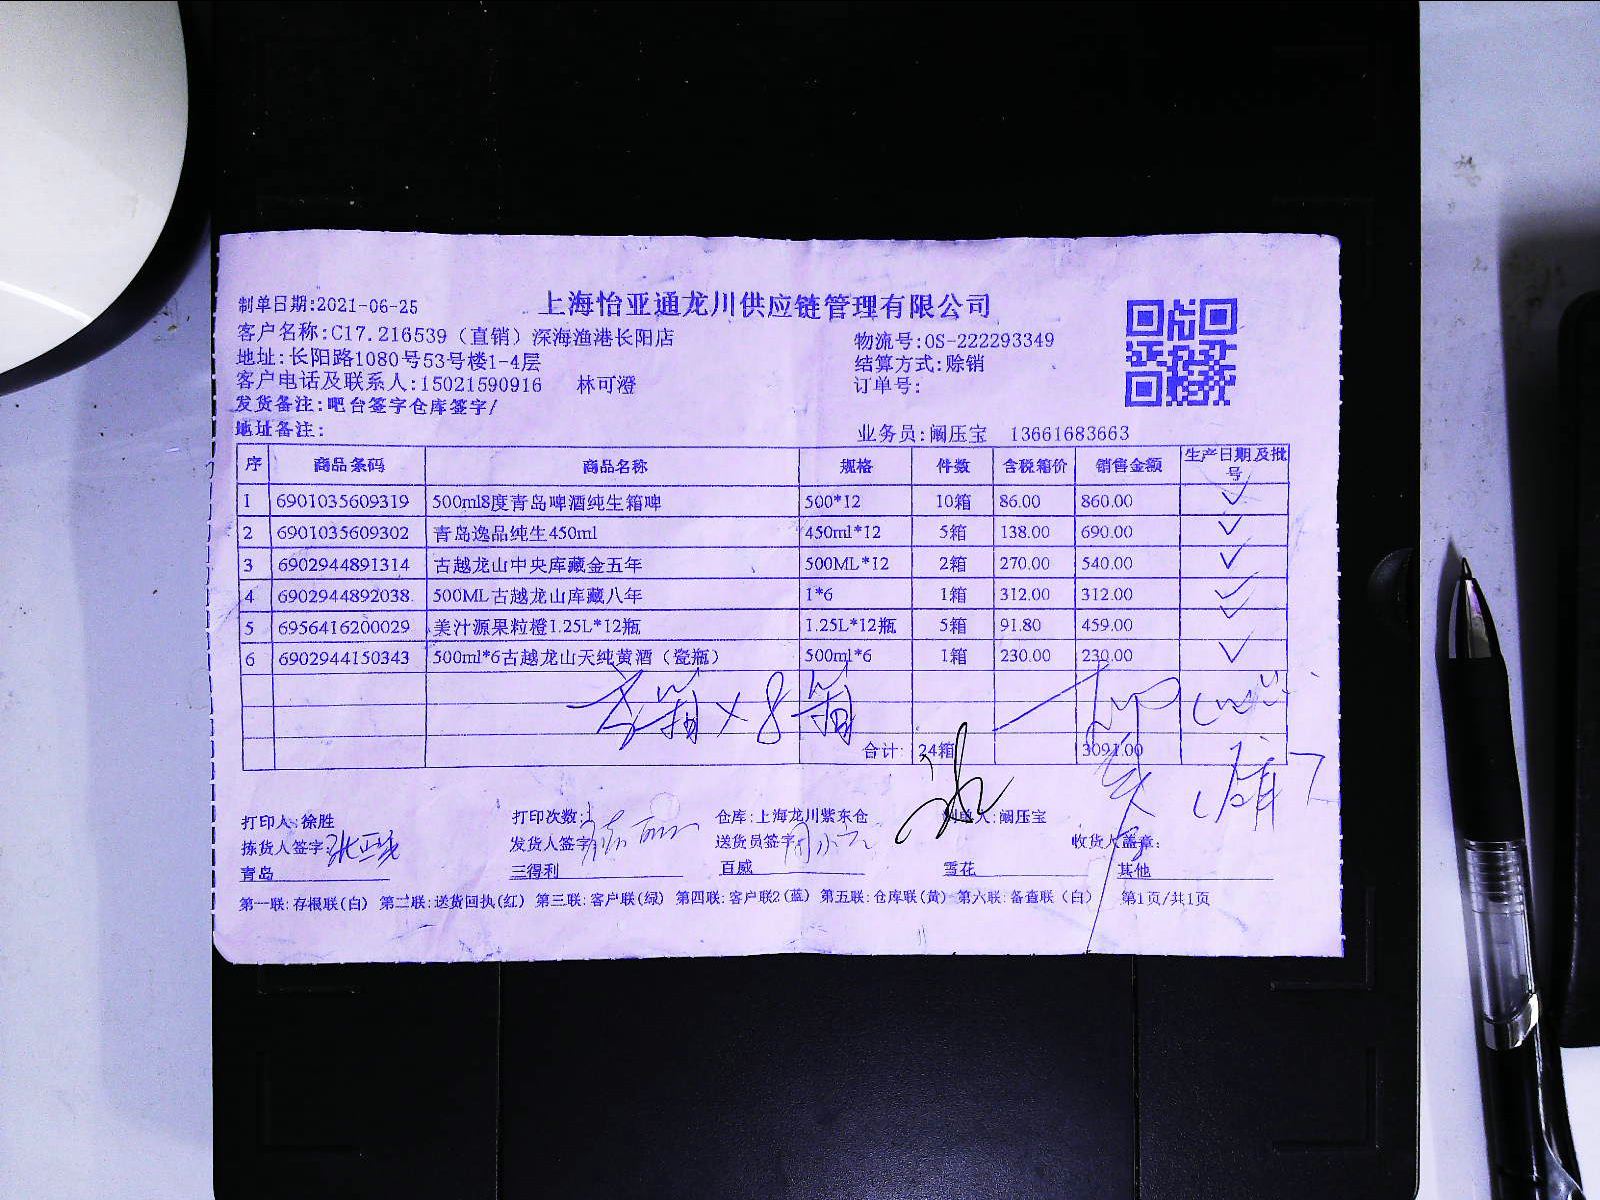 制单日期:2021-06-25
上海怡亚通龙川供应链管理有限公司
客户名称:C17.216539（直销）深海渔港长阳店
物流号:OS-222293349
地址:长阳路1080号53号楼1-4层
结算方式:赊销
客户电话及联系人:15021590916 林可澄
订单号:
发货备注:吧台签字仓库签字/
地址备注:
业务员:阚压宝 13661683663
序 商品条码 商品名称 规格 件数 含税箱价 销售金额 生产日期及批号
1 6901035609319 500ml8度青岛啤酒纯生箱啤 500*12 10箱 86.00 860.00 ✓
2 6901035609302 青岛逸品纯生450ml 450ml*12 5箱 138.00 690.00 ✓
3 6902944891314 古越龙山中央库藏金五年 500ML*12 2箱 270.00 540.00 ✓
4 6902944892038 500ML古越龙山库藏八年 1*6 1箱 312.00 312.00 ✓
5 6956416200029 美汁源果粒橙1.25L*12瓶 1.25L*12瓶 5箱 91.80 459.00 ✓
6 6902944150343 500ml*6古越龙山天纯黄酒（瓷瓶） 500ml*6 1箱 230.00 230.00 ✓
箱×8箱
合计: 24箱 3091.00
打印人:徐胜 打印次数:1 仓库:上海龙川紫东仓 制单人:阚压宝
拣货人签字: 发货人签字: 送货员签字: 收货人盖章:
青岛 三得利 百威 雪花 其他
第一联:存根联(白) 第二联:送货回执(红) 第三联:客户联(绿) 第四联:客户联2(蓝) 第五联:仓库联(黄) 第六联:备查联(白) 第1页/共1页